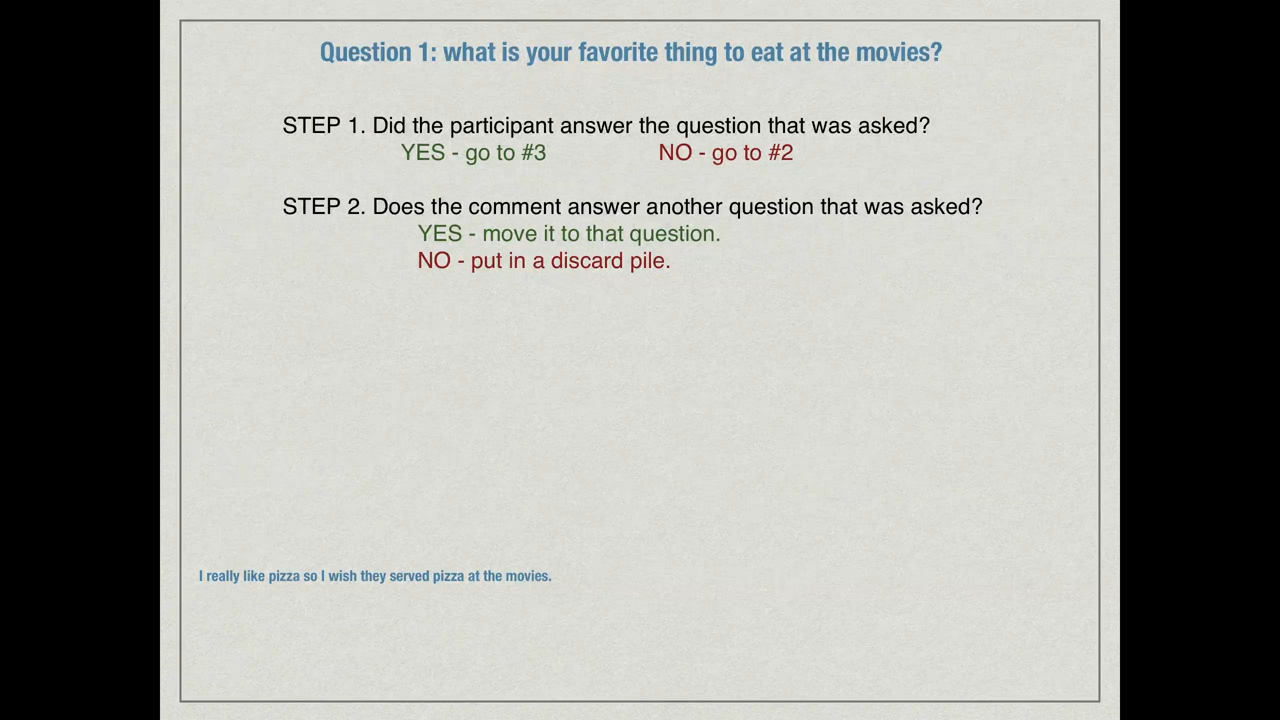 Question 1: what is your favorite thing to eat at the movies?
STEP 1. Did the participant answer the question that was asked?
YES - go to #3 NO - go to #2
STEP 2. Does the comment answer another question that was asked?
YES - move it to that question.
NO - put in a discard pile.
I really like pizza so I wish they served pizza at the movies.